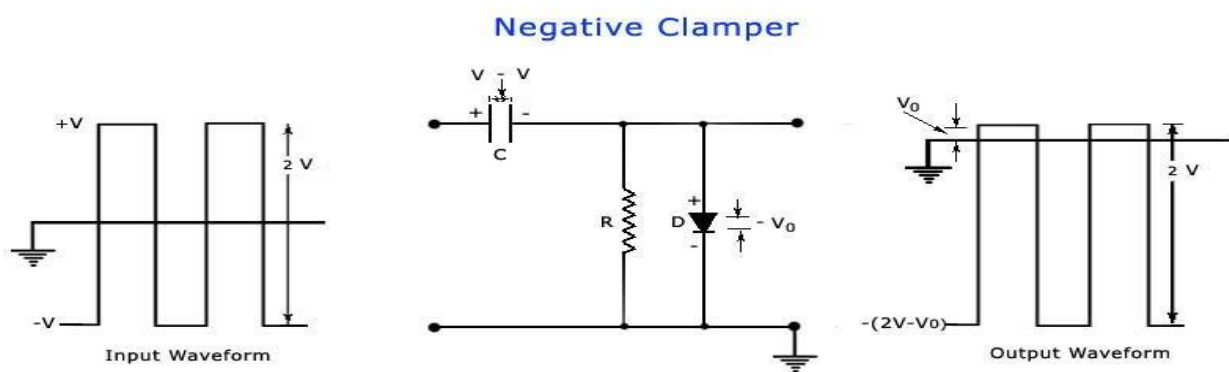 Negative Clamper
V - V
+ -
C
+V
2 V
-V
Input Waveform
R
+
D
-
- V₀
V₀
2 V
-(2V-V₀)
Output Waveform